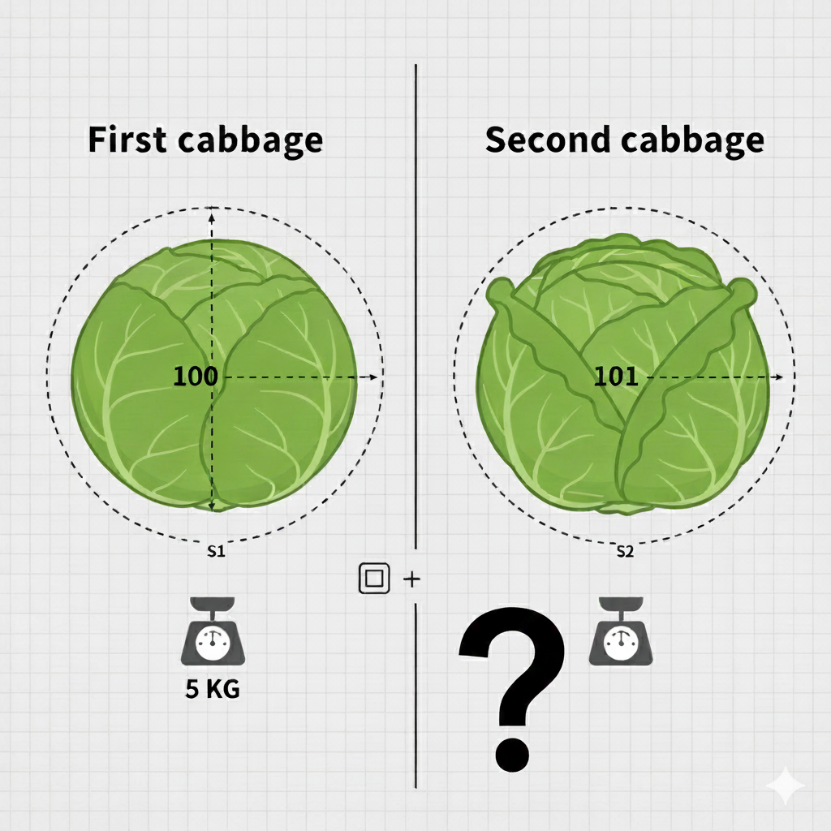 First cabbage
Second cabbage
100
101
S1
S2
+
5 KG
?